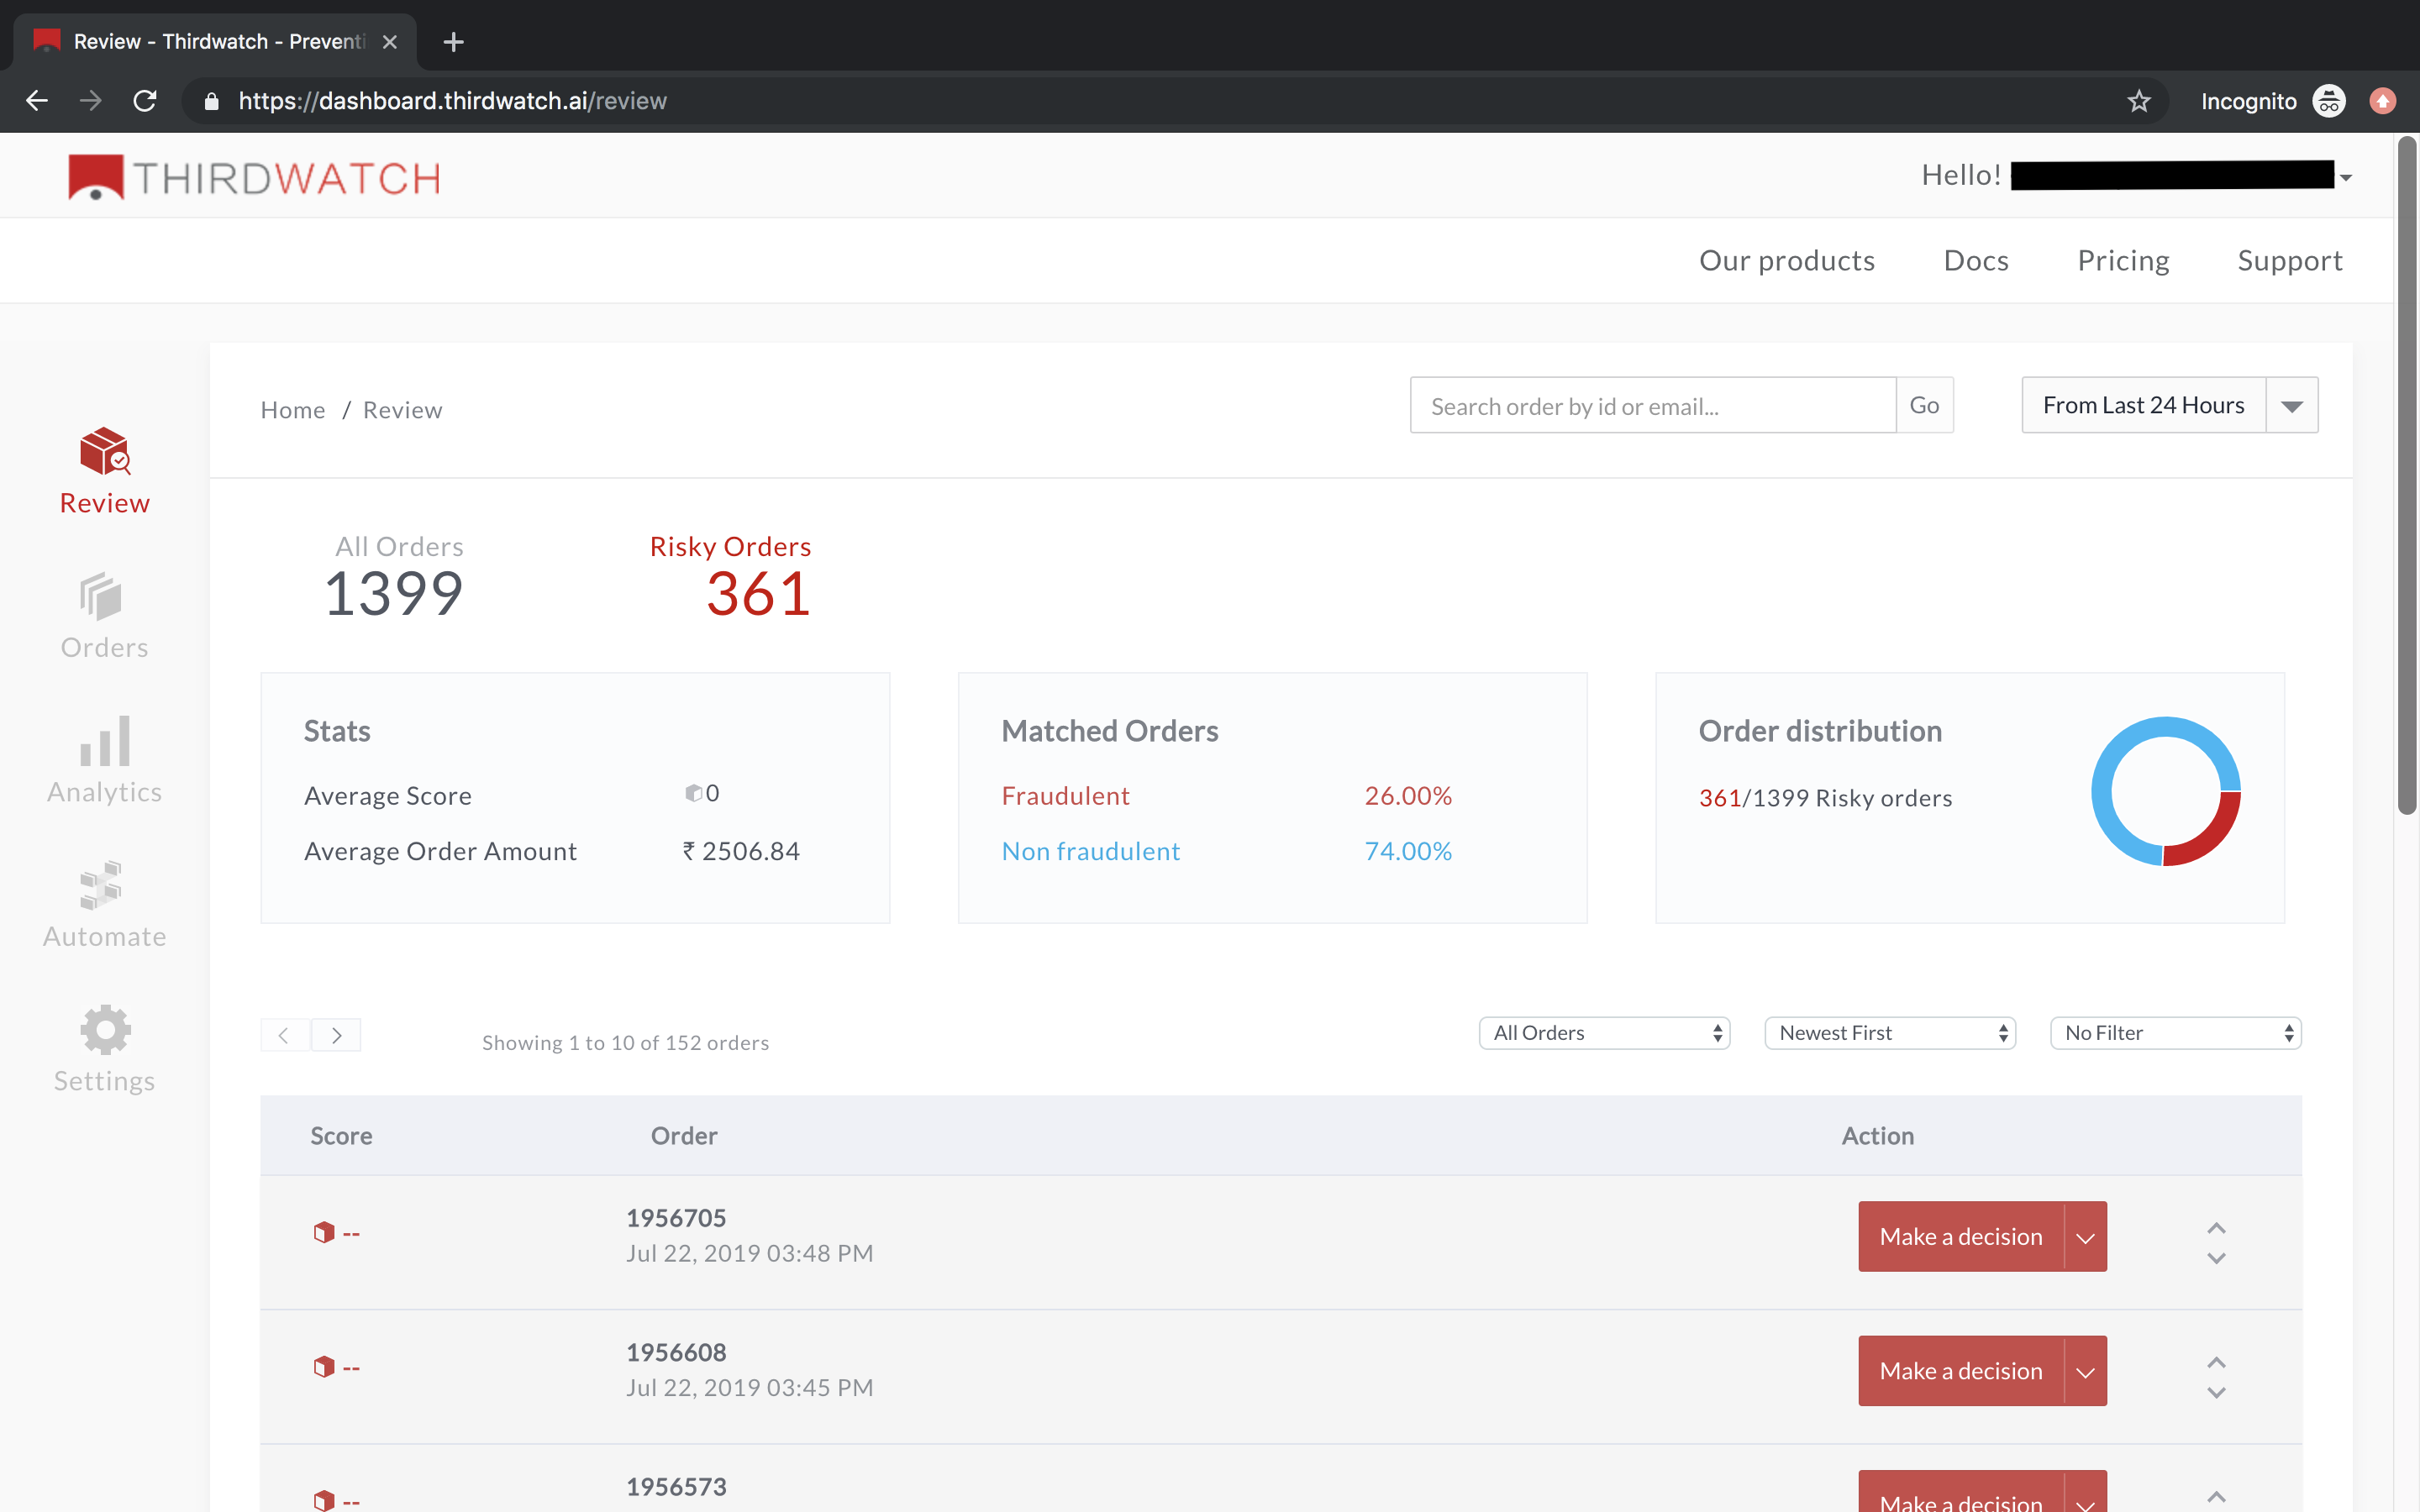 Review - Thirdwatch - Preventi
https://dashboard.thirdwatch.ai/review
Incognito
THIRDWATCH
Hello!
Our products Docs Pricing Support
Home / Review
Search order by id or email...
Go
From Last 24 Hours
Review
Orders
Analytics
Automate
Settings
All Orders
1399
Risky Orders
361
Stats
Average Score 0
Average Order Amount ₹ 2506.84
Matched Orders
Fraudulent 26.00%
Non fraudulent 74.00%
Order distribution
361/1399 Risky orders
Showing 1 to 10 of 152 orders
All Orders
Newest First
No Filter
Score Order Action
-- 1956705 Make a decision
Jul 22, 2019 03:48 PM
-- 1956608 Make a decision
Jul 22, 2019 03:45 PM
-- 1956573 Make a decision